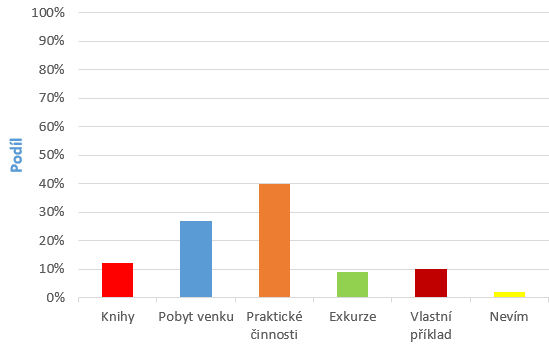 100%
90%
80%
70%
60%
50%
40%
30%
20%
10%
0%
Podíl
Knihy
Pobyt venku
Praktické
činnosti
Exkurze
Vlastní
příklad
Nevím